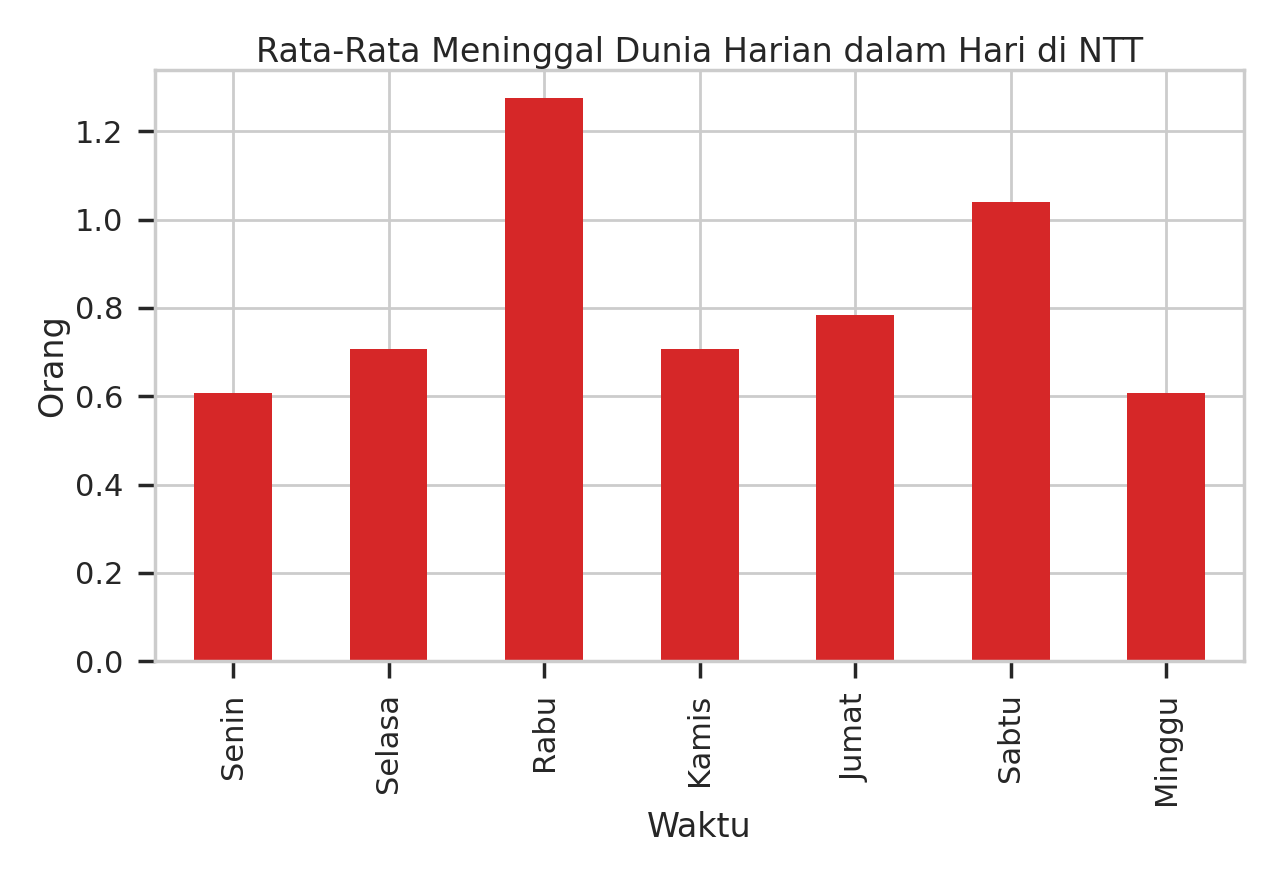 Rata-Rata Meninggal Dunia Harian dalam Hari di NTT
Orang
1.2
1.0
0.8
0.6
0.4
0.2
0.0
Senin
Selasa
Rabu
Kamis
Jumat
Sabtu
Minggu
Waktu